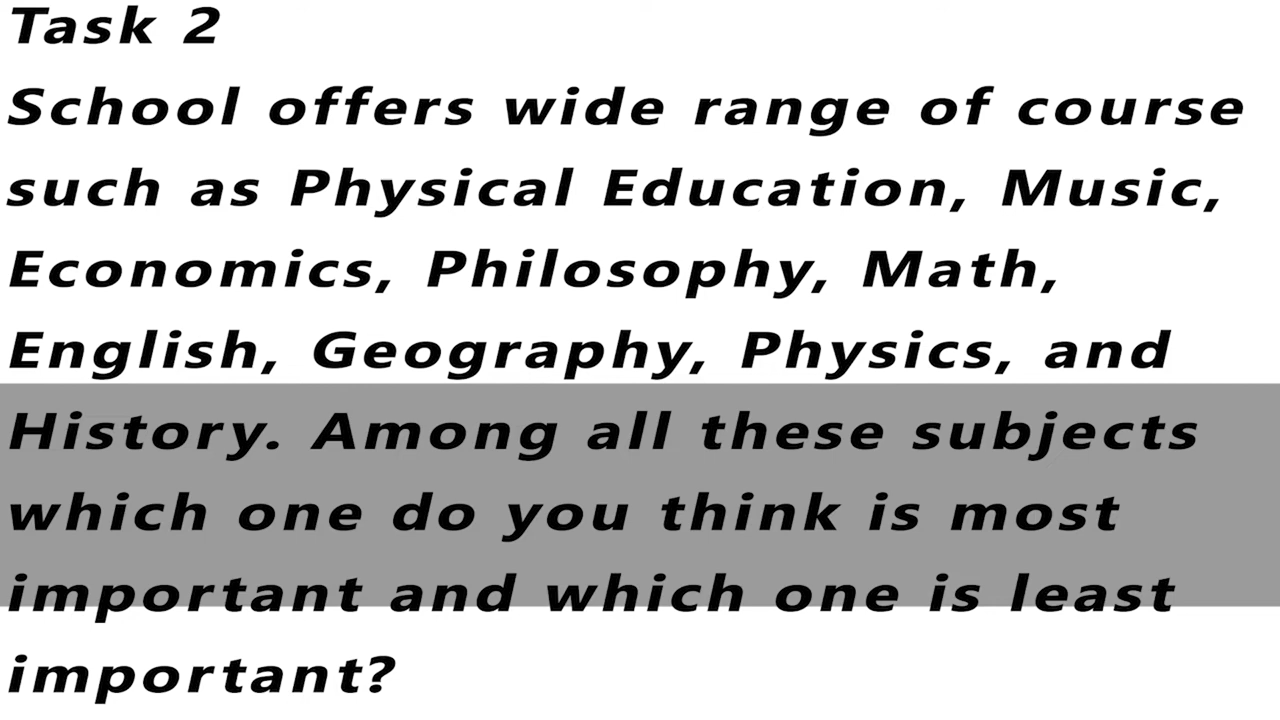 Task 2
School offers wide range of course
such as Physical Education, Music,
Economics, Philosophy, Math,
English, Geography, Physics, and
History. Among all these subjects
which one do you think is most
important and which one is least
important?